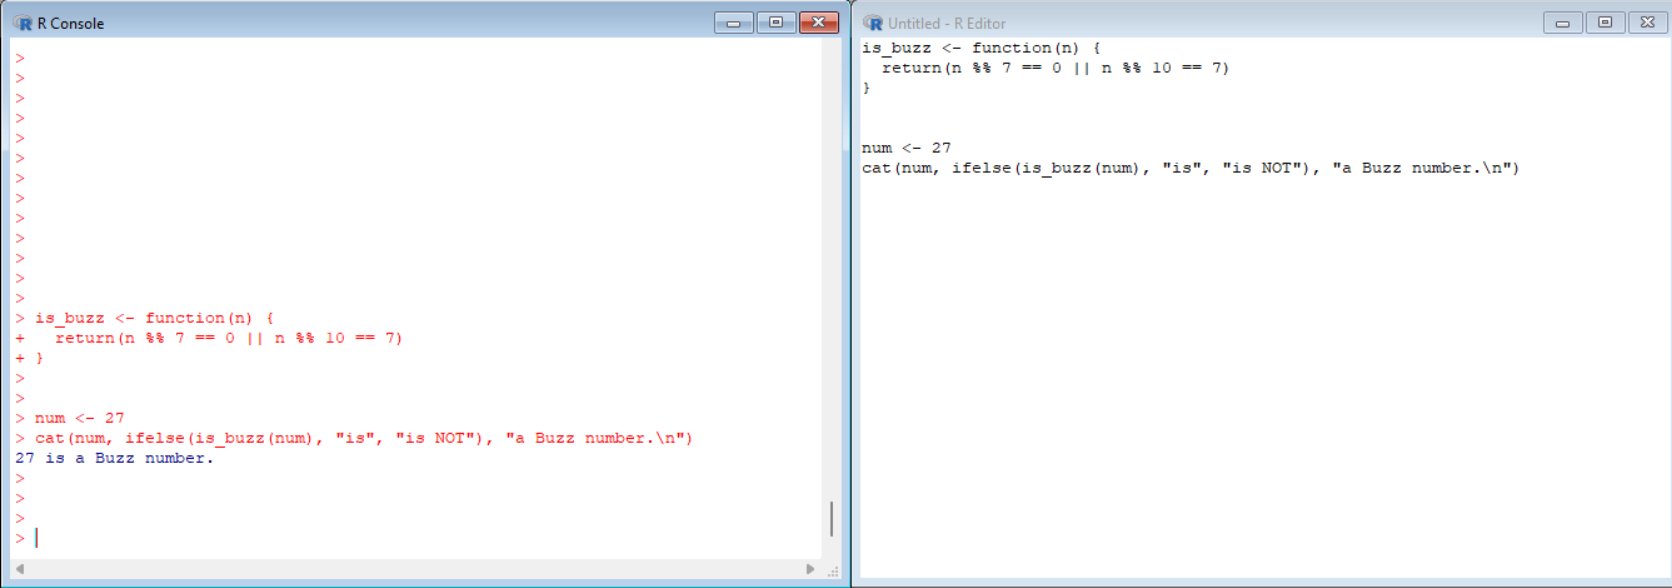 R Console
>
>
>
>
>
>
>
>
>
>
>
>
>
> is_buzz <- function(n) {
+   return(n %% 7 == 0 || n %% 10 == 7)
+ }
>
>
> num <- 27
> cat(num, ifelse(is_buzz(num), "is", "is NOT"), "a Buzz number.\n")
27 is a Buzz number.
>
>
>
>
Untitled - R Editor
is_buzz <- function(n) {
  return(n %% 7 == 0 || n %% 10 == 7)
}
num <- 27
cat(num, ifelse(is_buzz(num), "is", "is NOT"), "a Buzz number.\n")